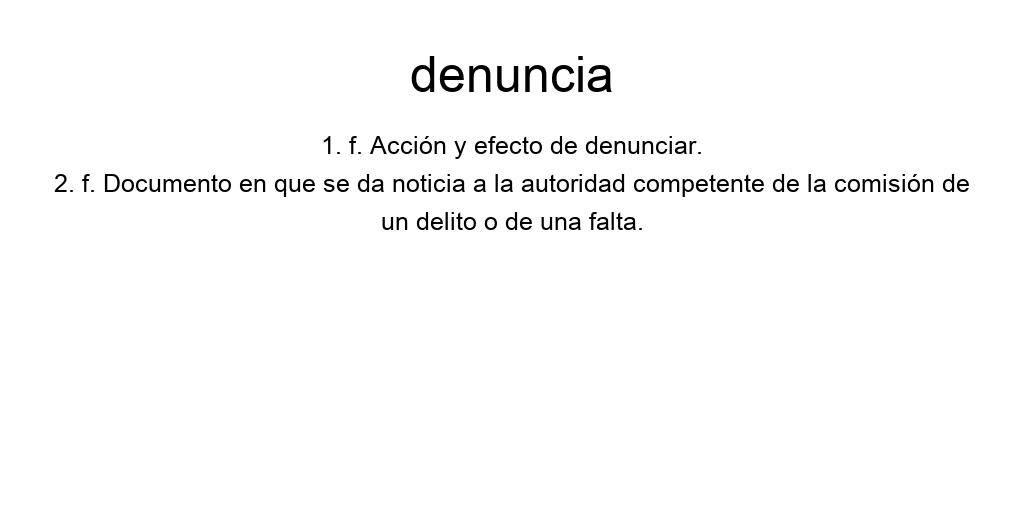 denuncia
1. f. Acción y efecto de denunciar.
2. f. Documento en que se da noticia a la autoridad competente de la comisión de
un delito o de una falta.